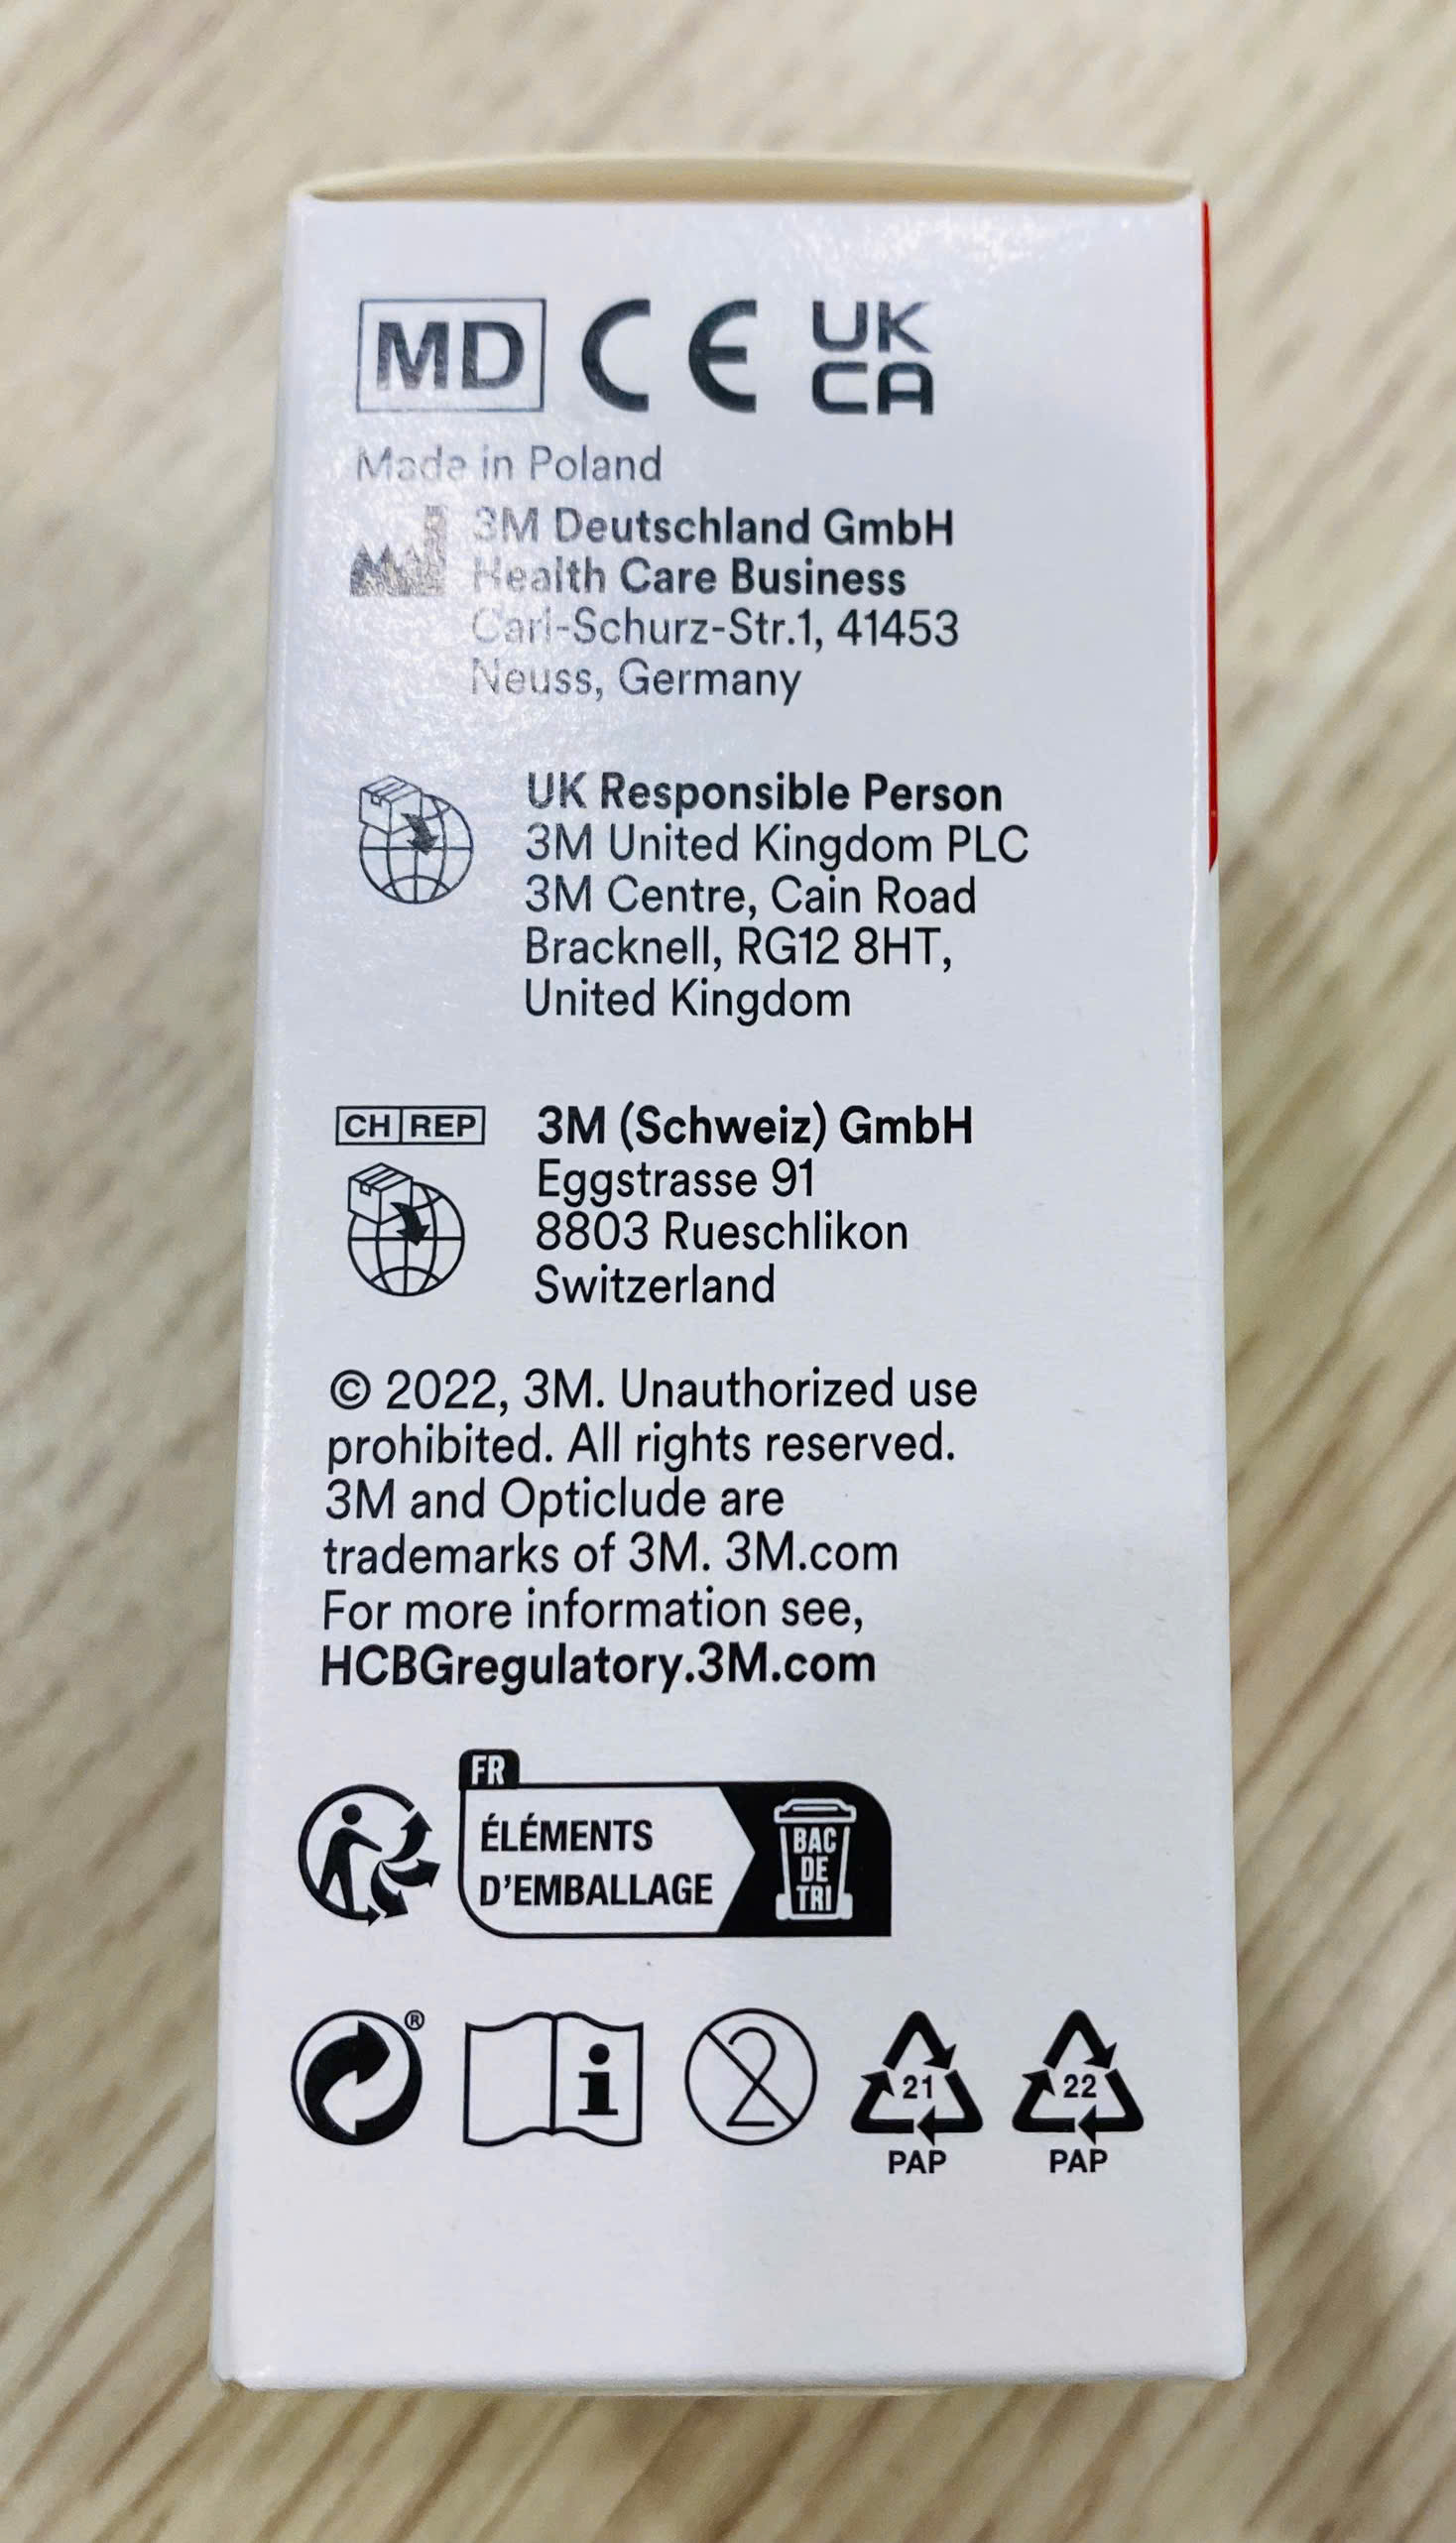 MD CE UK
CA
Made in Poland
3M Deutschland GmbH
Health Care Business
Carl-Schurz-Str.1, 41453
Neuss, Germany
UK Responsible Person
3M United Kingdom PLC
3M Centre, Cain Road
Bracknell, RG12 8HT,
United Kingdom
CH REP 3M (Schweiz) GmbH
Eggstrasse 91
8803 Rueschlikon
Switzerland
© 2022, 3M. Unauthorized use
prohibited. All rights reserved.
3M and Opticlude are
trademarks of 3M. 3M.com
For more information see,
HCBGregulatory.3M.com
FR
ÉLÉMENTS
D'EMBALLAGE
BAC
DE
TRI
® i 2 21 22
PAP PAP